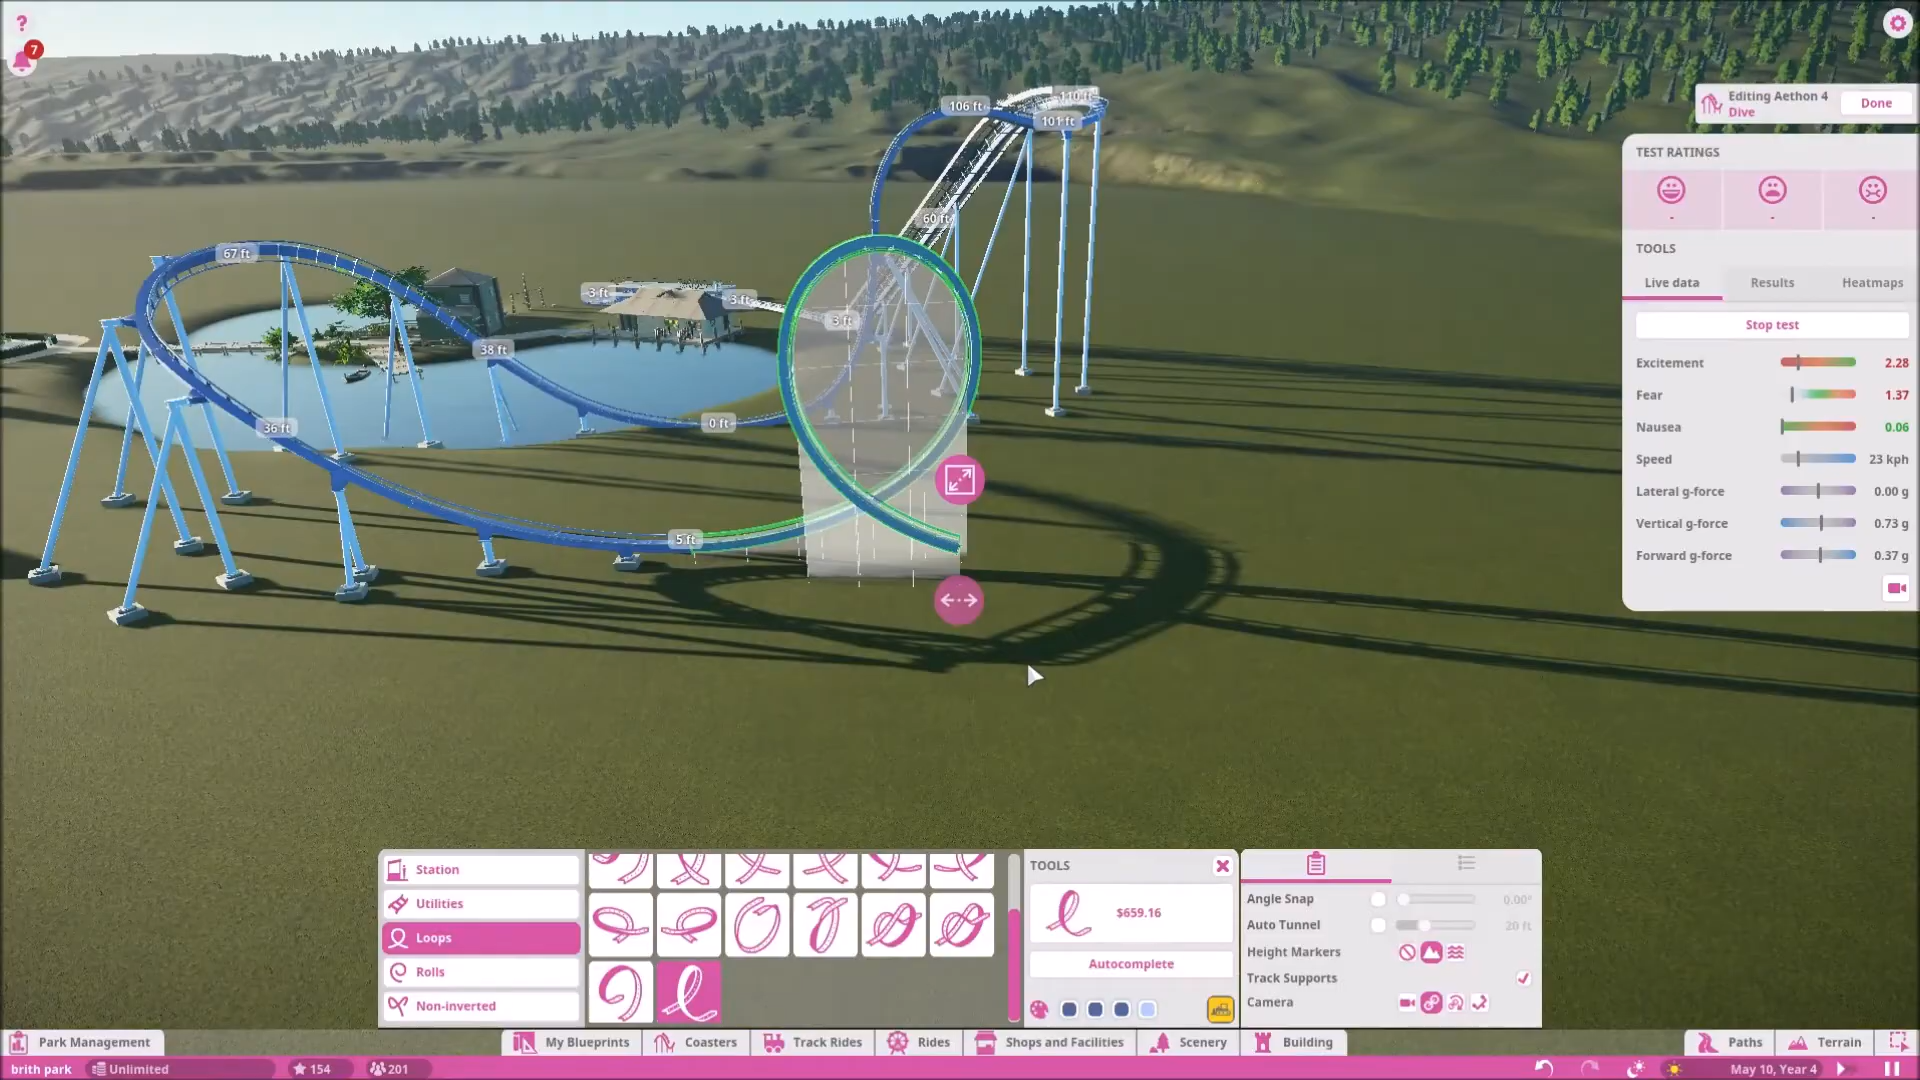 ?
7
106 ft
110 ft
101 ft
60 ft
67 ft
3 ft
3 ft
3 ft
38 ft
0 ft
36 ft
5 ft
Editing Aethon 4
Dive
Done
TEST RATINGS
- - -
TOOLS
Live data Results Heatmaps
Stop test
Excitement 2.28
Fear 1.37
Nausea 0.06
Speed 23 kph
Lateral g-force 0.00 g
Vertical g-force 0.73 g
Forward g-force 0.37 g
Station
Utilities
Loops
Rolls
Non-inverted
TOOLS
$659.16
Autocomplete
Angle Snap 0.00°
Auto Tunnel 20 ft
Height Markers
Track Supports
Camera
Park Management My Blueprints Coasters Track Rides Rides Shops and Facilities Scenery Building Paths Terrain
brith park Unlimited 154 201 May 10, Year 4